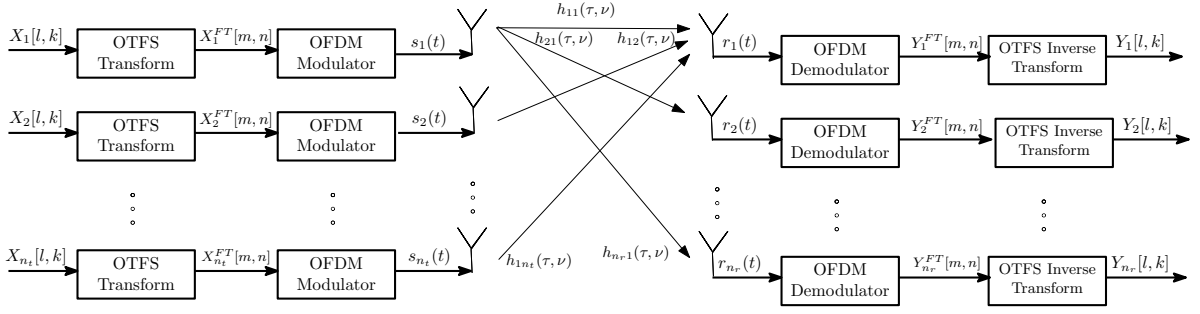 X_1[l, k]
OTFS
Transform
X_1^{FT}[m, n]
OFDM
Modulator
s_1(t)
h_{11}(τ, ν)
h_{21}(τ, ν)
h_{12}(τ, ν)
r_1(t)
OFDM
Demodulator
Y_1^{FT}[m, n]
OTFS Inverse
Transform
Y_1[l, k]
X_2[l, k]
OTFS
Transform
X_2^{FT}[m, n]
OFDM
Modulator
s_2(t)
r_2(t)
OFDM
Demodulator
Y_2^{FT}[m, n]
OTFS Inverse
Transform
Y_2[l, k]
X_{n_t}[l, k]
OTFS
Transform
X_{n_t}^{FT}[m, n]
OFDM
Modulator
s_{n_t}(t)
h_{1n_t}(τ, ν)
h_{n_r1}(τ, ν)
r_{n_r}(t)
OFDM
Demodulator
Y_{n_r}^{FT}[m, n]
OTFS Inverse
Transform
Y_{n_r}[l, k]